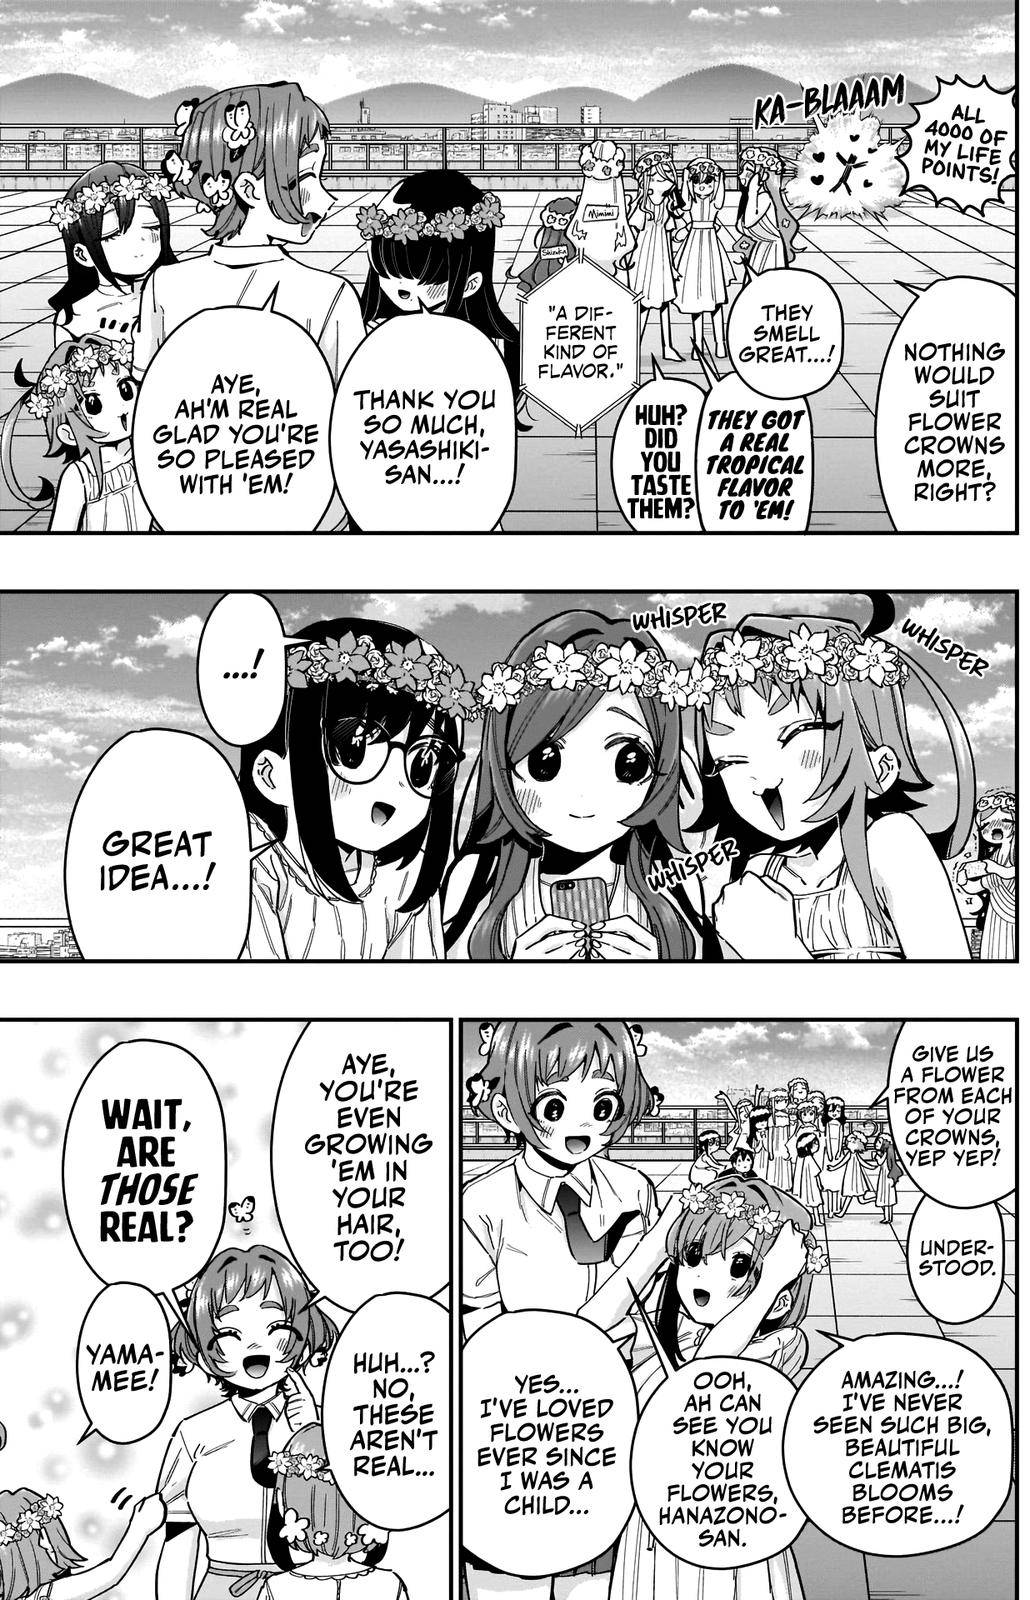 KA-BLAAAM
ALL
4000 OF
MY LIFE
POINTS!
NOTHING
WOULD
SUIT
FLOWER
CROWNS
MORE,
RIGHT?
THEY
SMELL
GREAT...!
THEY GOT
A REAL
TROPICAL
FLAVOR
TO 'EM!
HUH?
DID
YOU
TASTE
THEM?
Mimimi
Shizuka
"A DIF-
FERENT
KIND OF
FLAVOR."
THANK YOU
SO MUCH,
YASASHIKI-
SAN...!
AYE,
AH'M REAL
GLAD YOU'RE
SO PLEASED
WITH 'EM!
WHISPER
WHISPER
WHISPER
...!
GREAT
IDEA...!
GIVE US
A FLOWER
FROM EACH
OF YOUR
CROWNS,
YEP YEP!
UNDER-
STOOD.
AMAZING...!
I'VE NEVER
SEEN SUCH BIG,
BEAUTIFUL
CLEMATIS
BLOOMS
BEFORE...!
OOH,
AH CAN
SEE YOU
KNOW
YOUR
FLOWERS,
HANAZONO-
SAN.
YES...
I'VE LOVED
FLOWERS
EVER SINCE
I WAS A
CHILD...
AYE,
YOU'RE
EVEN
GROWING
'EM IN
YOUR
HAIR,
TOO!
HUH...?
NO,
THESE
AREN'T
REAL...
WAIT,
ARE
THOSE
REAL?
YAMA-
MEE!